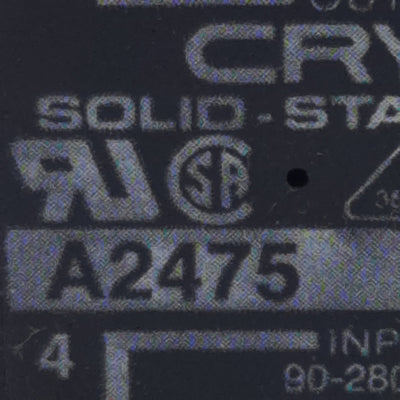 CRY
SOLID-STA
A2475
4
INP
90-280